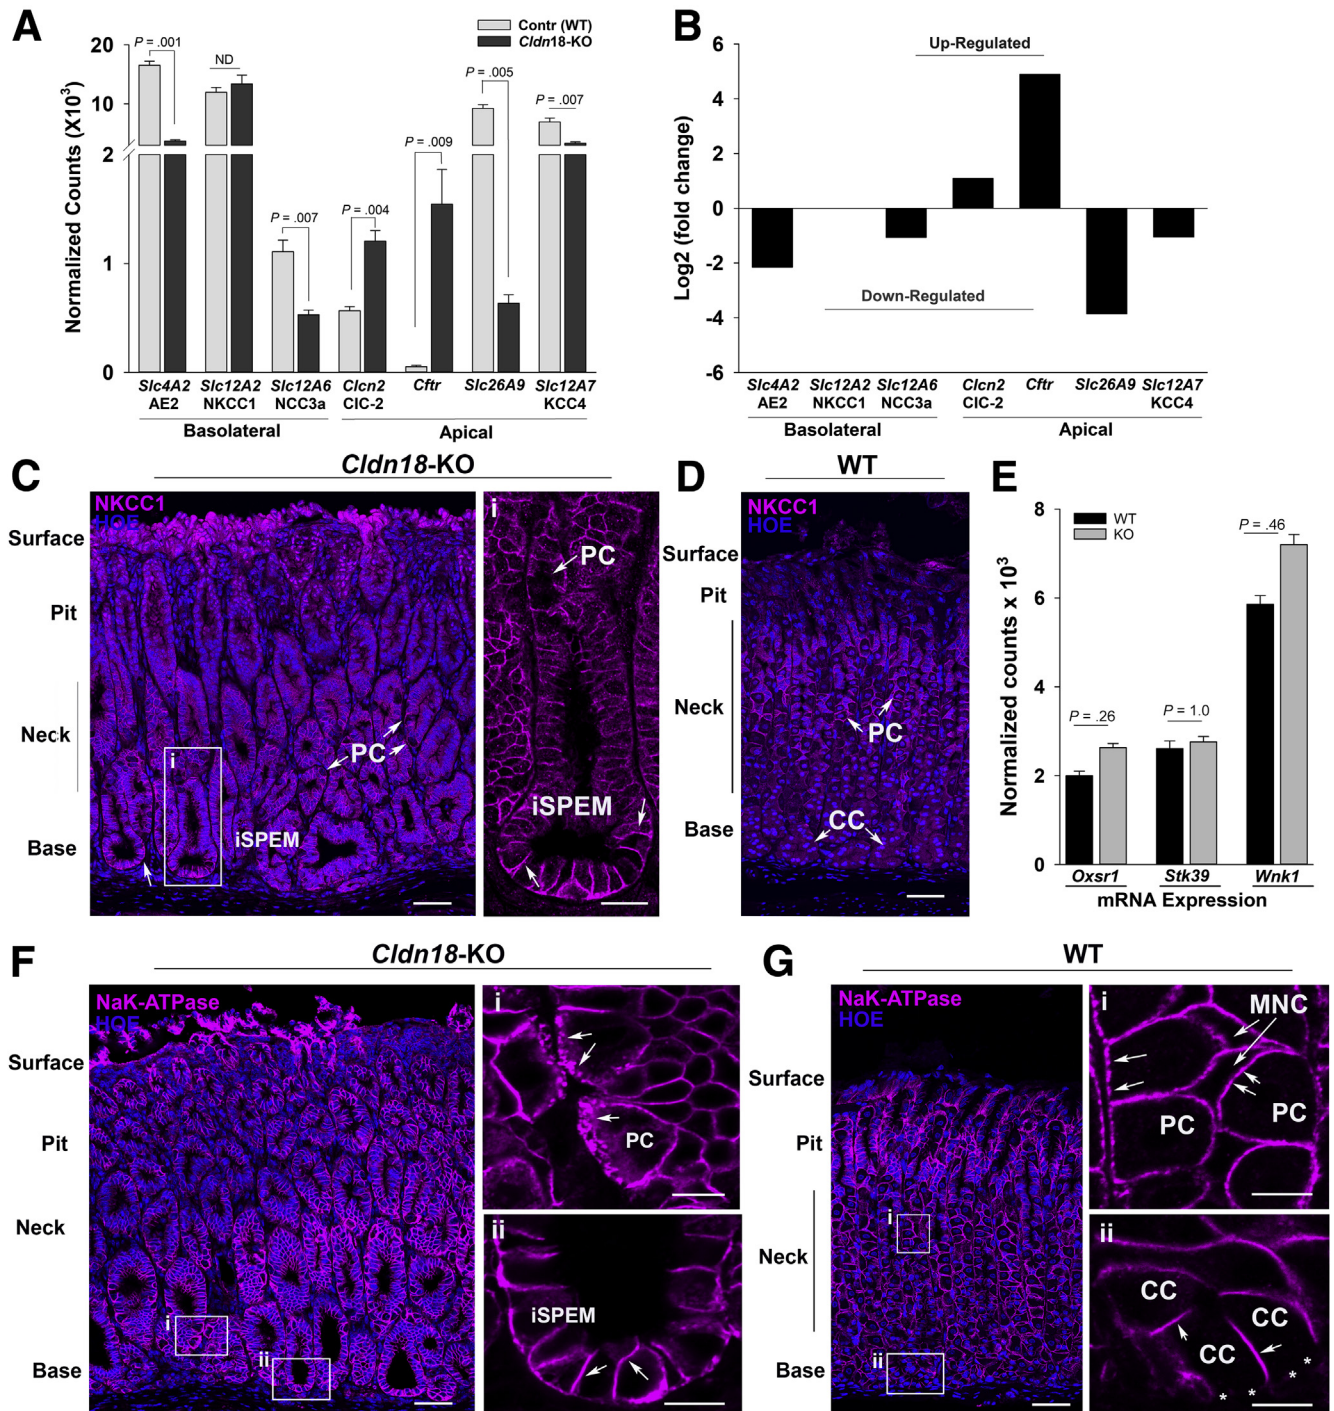 A
Contr (WT)
Cldn18-KO
Normalized Counts (X10³)
20
10
2
1
0
P = .001
ND
P = .007
P = .004
P = .009
P = .005
P = .007
Slc4A2 Slc12A2 Slc12A6 Clcn2 Cftr Slc26A9 Slc12A7
AE2 NKCC1 NCC3a ClC-2 KCC4
Basolateral Apical
B
Log2 (fold change)
6
4
2
0
-2
-4
-6
Up-Regulated
Down-Regulated
Slc4A2 Slc12A2 Slc12A6 Clcn2 Cftr Slc26A9 Slc12A7
AE2 NKCC1 NCC3a ClC-2 KCC4
Basolateral Apical
C
Cldn18-KO
NKCC1
HOE
Surface
Pit
Neck
Base
PC
i
iSPEM
i
PC
iSPEM
D
WT
NKCC1
HOE
Surface
Pit
Neck
Base
PC
CC
E
Normalized counts x 10³
8
6
4
2
0
WT
KO
P = .26
P = 1.0
P = .46
Oxsr1 Stk39 Wnk1
mRNA Expression
F
Cldn18-KO
NaK-ATPase
HOE
Surface
Pit
Neck
Base
i
ii
i
PC
ii
iSPEM
G
WT
NaK-ATPase
HOE
Surface
Pit
Neck
Base
i
ii
i
MNC
PC
PC
ii
CC
CC
CC
* * *